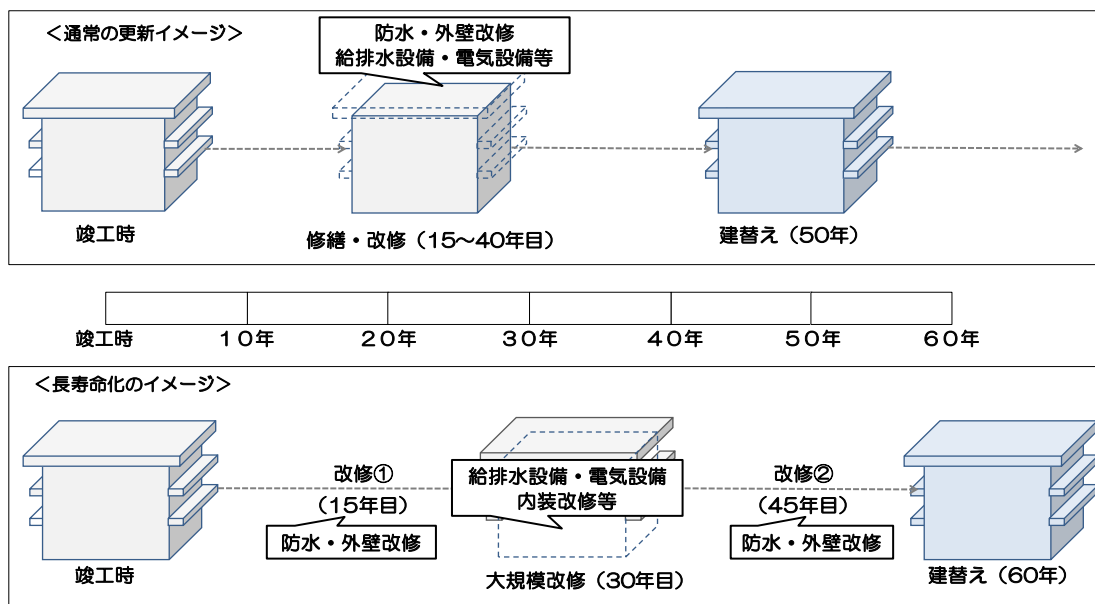 ＜通常の更新イメージ＞
防水・外壁改修
給排水設備・電気設備等
竣工時
修繕・改修（15～40年目）
建替え（50年）
竣工時
１０年
２０年
３０年
４０年
５０年
６０年
＜長寿命化のイメージ＞
改修①
（15年目）
防水・外壁改修
給排水設備・電気設備
内装改修等
改修②
（45年目）
防水・外壁改修
竣工時
大規模改修（30年目）
建替え（60年）